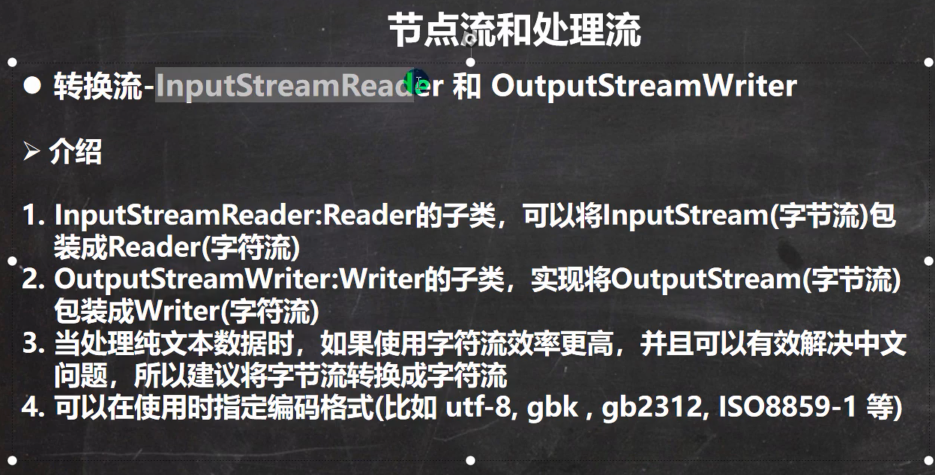 节点流和处理流
转换流-InputStreamReader 和 OutputStreamWriter
介绍
1. InputStreamReader:Reader的子类，可以将InputStream(字节流)包
装成Reader(字符流)
2. OutputStreamWriter:Writer的子类，实现将OutputStream(字节流)
包装成Writer(字符流)
3. 当处理纯文本数据时，如果使用字符流效率更高，并且可以有效解决中文
问题，所以建议将字节流转换成字符流
4. 可以在使用时指定编码格式(比如 utf-8, gbk , gb2312, ISO8859-1 等)